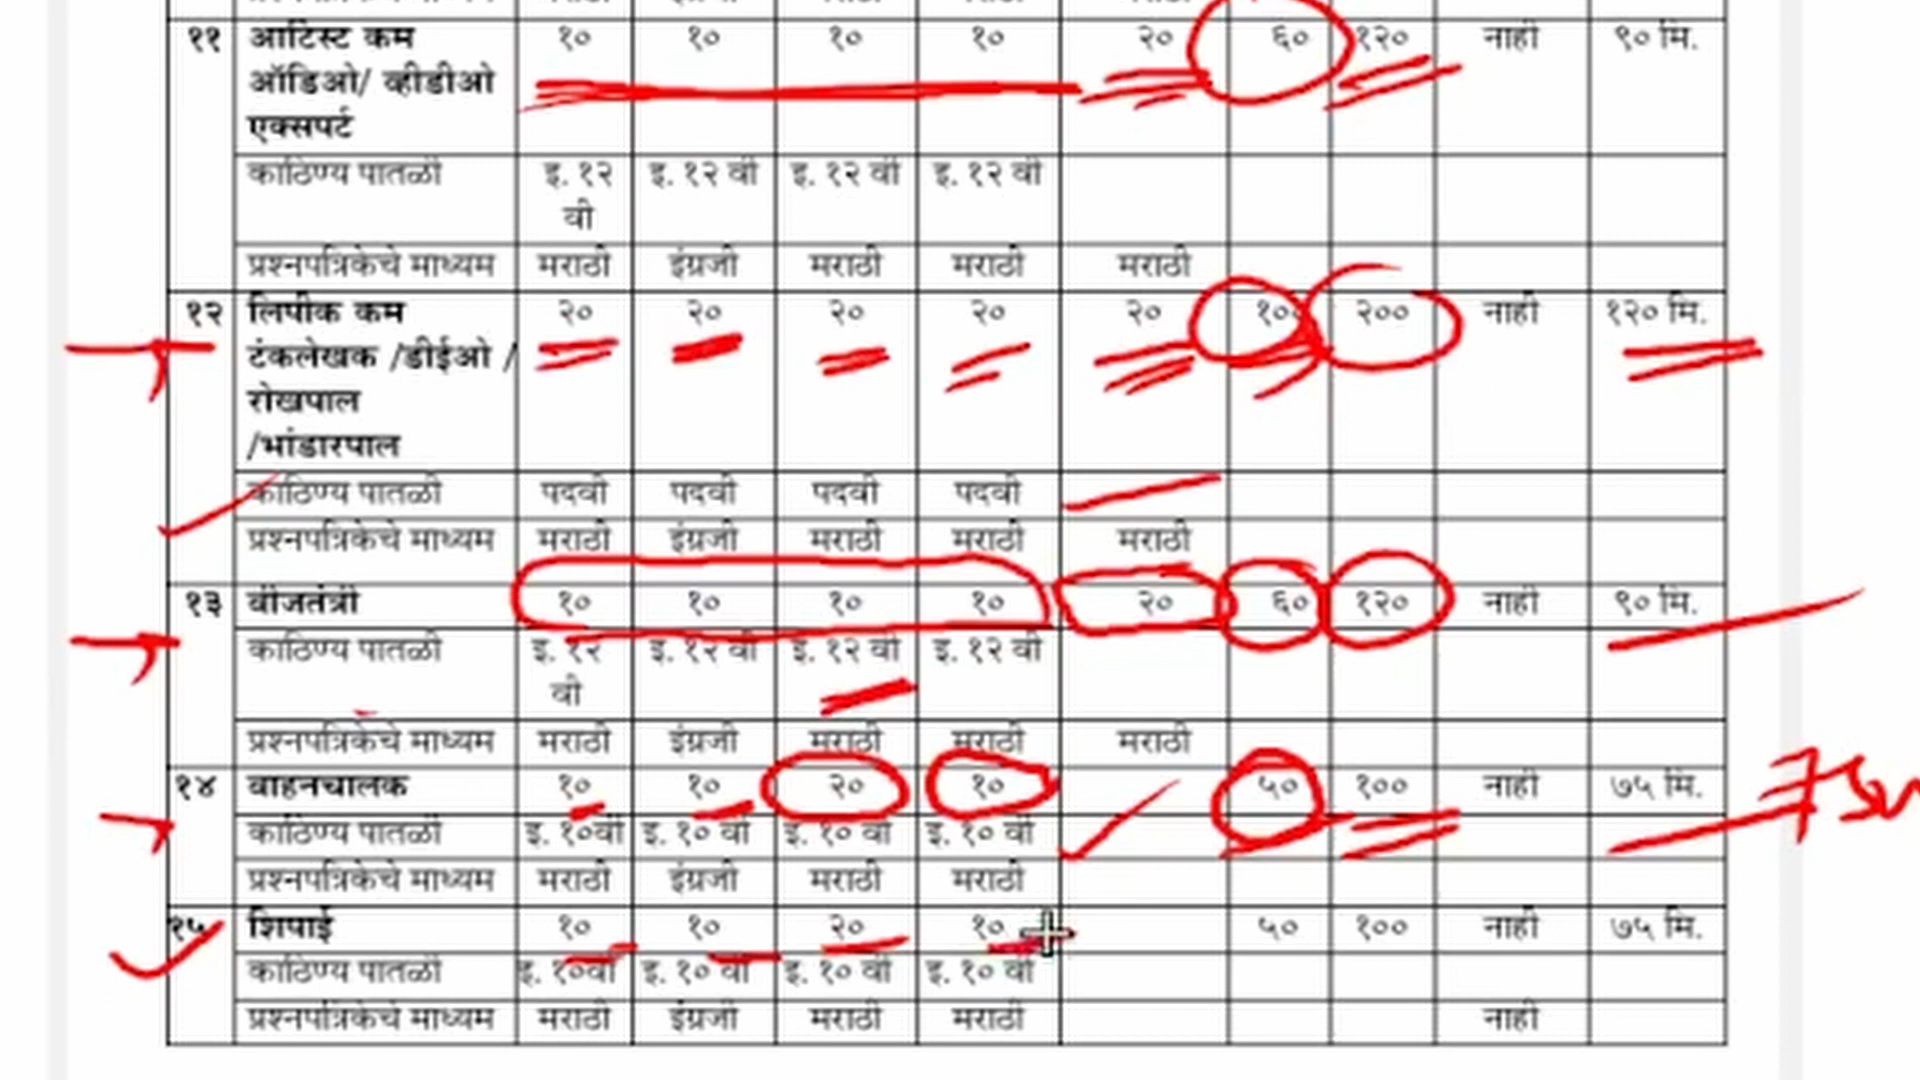 ११ आर्टिस्ट कम १० १० १० १० २० ६० १२० नाही ९० मि.
ऑडिओ/ व्हीडीओ
एक्सपर्ट
काठिण्य पातळी इ. १२ इ. १२ वी इ. १२ वी इ. १२ वी
वी
प्रश्नपत्रिकेचे माध्यम मराठी इंग्रजी मराठी मराठी मराठी
१२ लिपीक कम २० २० २० २० २० १०० २०० नाही १२० मि.
टंकलेखक /डीईओ /
रोखपाल
/भांडारपाल
काठिण्य पातळी पदवी पदवी पदवी पदवी
प्रश्नपत्रिकेचे माध्यम मराठी इंग्रजी मराठी मराठी मराठी
१३ वीजतंत्री १० १० १० १० २० ६० १२० नाही ९० मि.
काठिण्य पातळी इ. १२ इ. १२ वी इ. १२ वी इ. १२ वी
वी
प्रश्नपत्रिकेचे माध्यम मराठी इंग्रजी मराठी मराठी मराठी
१४ वाहनचालक १० १० २० १० ५० १०० नाही ७५ मि.
काठिण्य पातळी इ. १०वी इ. १० वी इ. १० वी इ. १० वी
प्रश्नपत्रिकेचे माध्यम मराठी इंग्रजी मराठी मराठी
१५ शिपाई १० १० २० १० ५० १०० नाही ७५ मि.
काठिण्य पातळी इ. १०वी इ. १० वी इ. १० वी इ. १० वी
प्रश्नपत्रिकेचे माध्यम मराठी इंग्रजी मराठी मराठी नाही